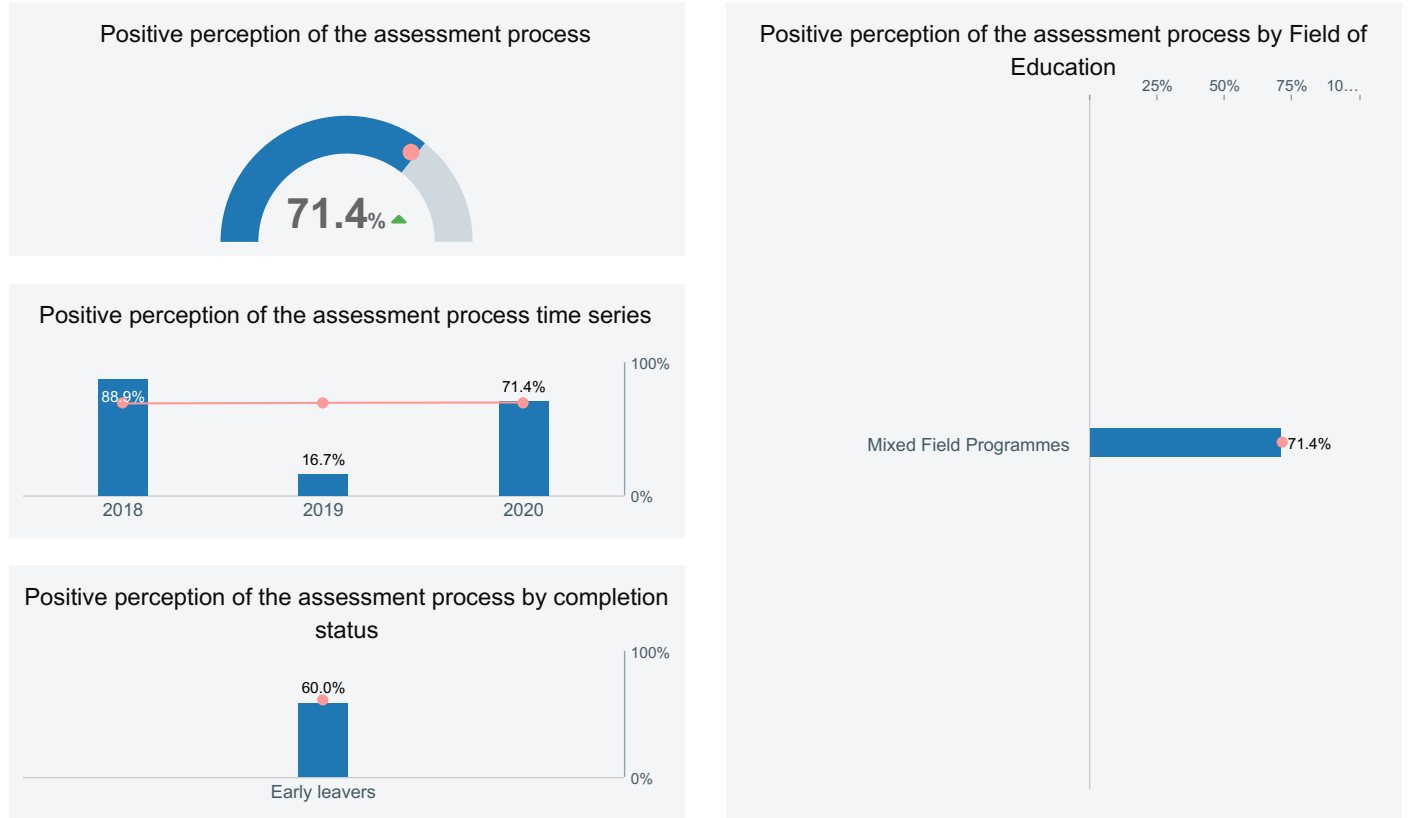 Positive perception of the assessment process
71.4%
Positive perception of the assessment process time series
100%
88.9%
71.4%
16.7%
0%
2018 2019 2020
Positive perception of the assessment process by completion
status
100%
60.0%
0%
Early leavers
Positive perception of the assessment process by Field of
Education
25% 50% 75% 10…
Mixed Field Programmes 71.4%